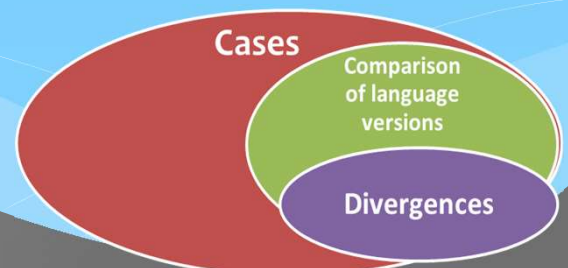 Cases
Comparison
of language
versions
Divergences